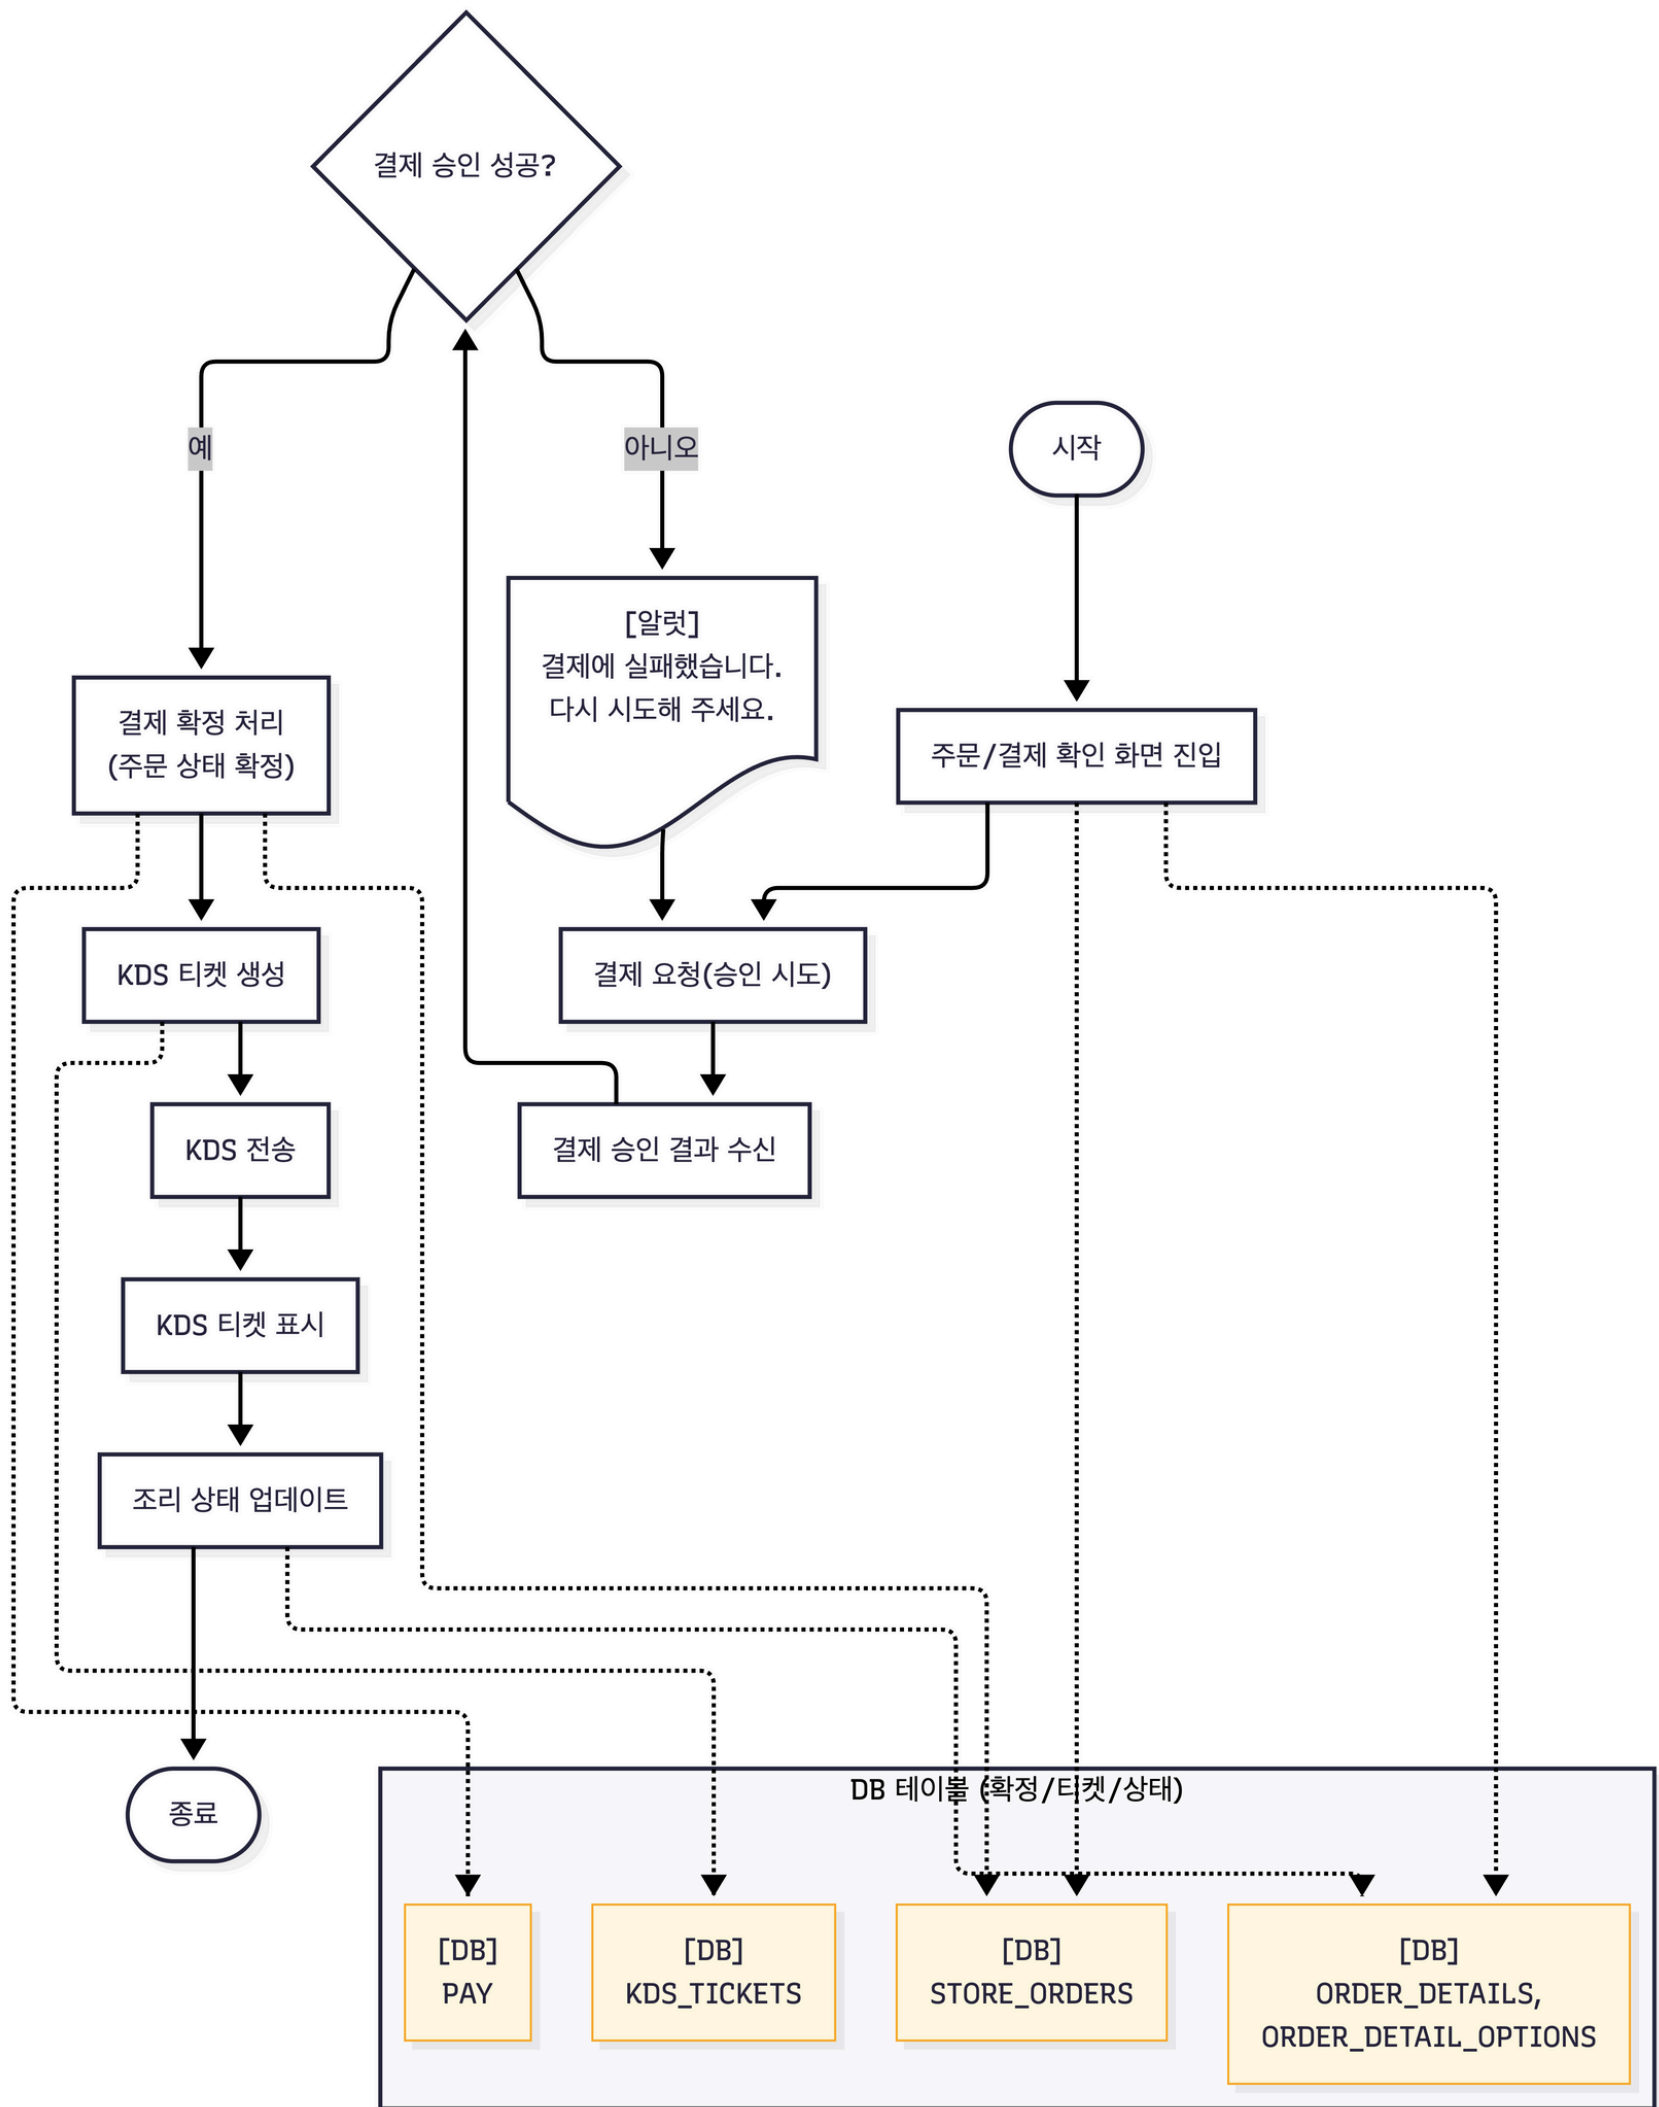 결제 승인 성공?
예
아니오
시작
[알럿]
결제에 실패했습니다.
다시 시도해 주세요.
결제 확정 처리
(주문 상태 확정)
주문/결제 확인 화면 진입
KDS 티켓 생성
결제 요청(승인 시도)
KDS 전송
결제 승인 결과 수신
KDS 티켓 표시
조리 상태 업데이트
종료
DB 테이블 (확정/티켓/상태)
[DB]
PAY
[DB]
KDS_TICKETS
[DB]
STORE_ORDERS
[DB]
ORDER_DETAILS,
ORDER_DETAIL_OPTIONS